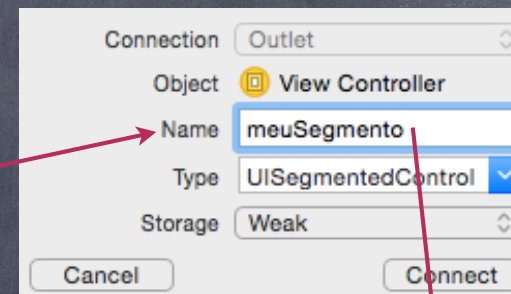 Connection Outlet
Object View Controller
Name meuSegmento
Type UISegmentedControl
Storage Weak
Cancel Connect